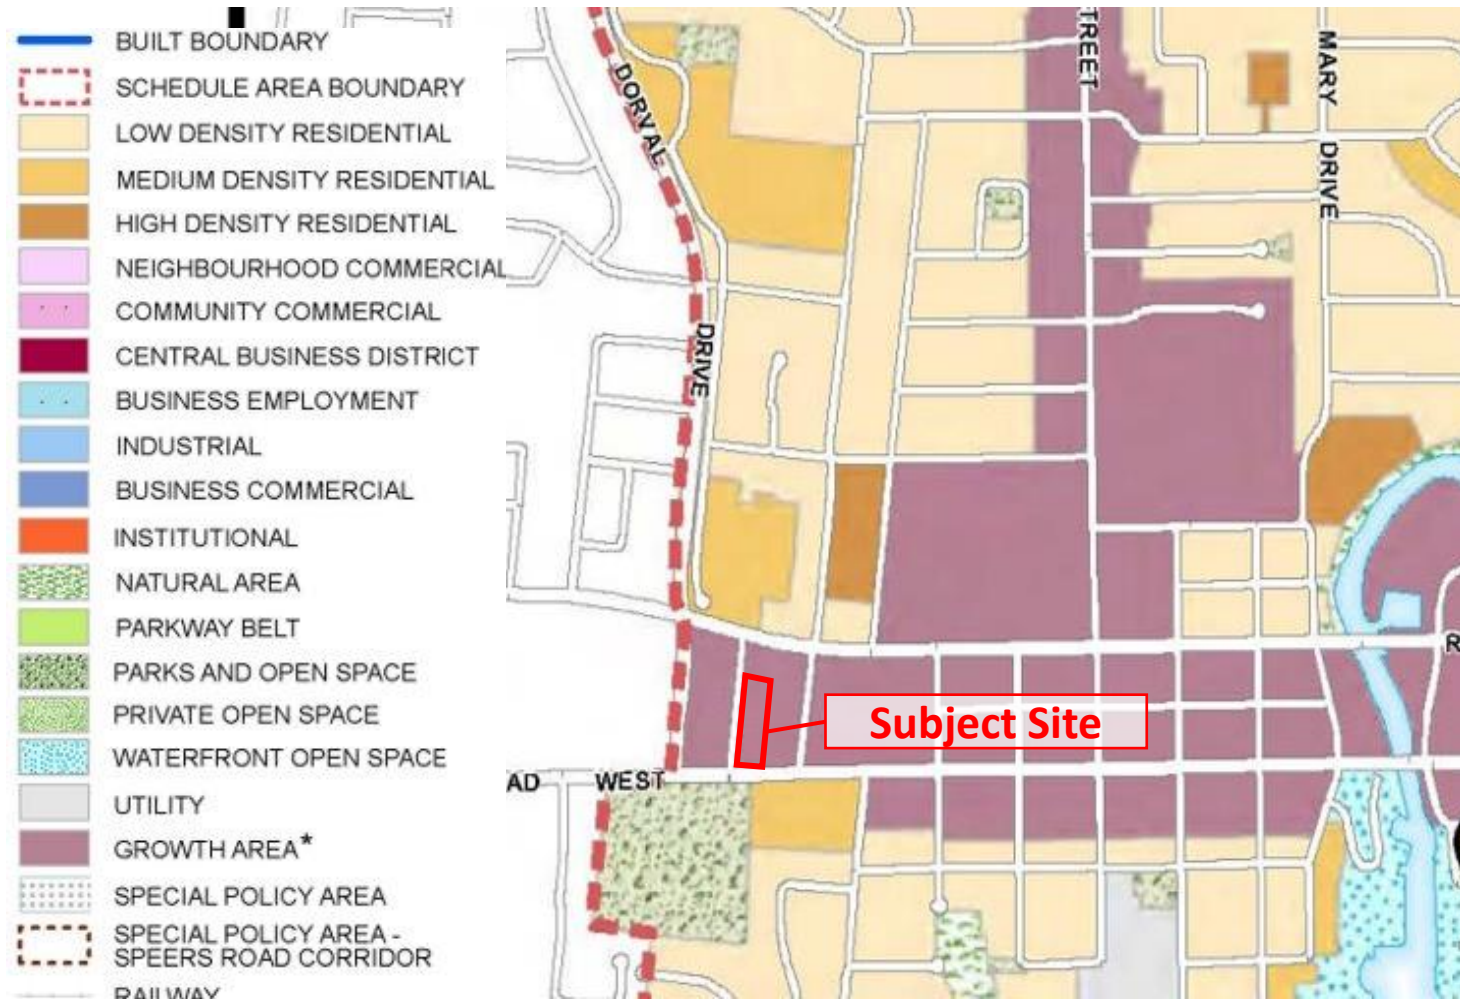 BUILT BOUNDARY
SCHEDULE AREA BOUNDARY
LOW DENSITY RESIDENTIAL
MEDIUM DENSITY RESIDENTIAL
HIGH DENSITY RESIDENTIAL
NEIGHBOURHOOD COMMERCIAL
COMMUNITY COMMERCIAL
CENTRAL BUSINESS DISTRICT
BUSINESS EMPLOYMENT
INDUSTRIAL
BUSINESS COMMERCIAL
INSTITUTIONAL
NATURAL AREA
PARKWAY BELT
PARKS AND OPEN SPACE
PRIVATE OPEN SPACE
WATERFRONT OPEN SPACE
UTILITY
GROWTH AREA*
SPECIAL POLICY AREA
SPECIAL POLICY AREA -
SPEERS ROAD CORRIDOR
RAILWAY
DORVAL
DRIVE
TREET
MARY DRIVE
R
Subject Site
AD WEST